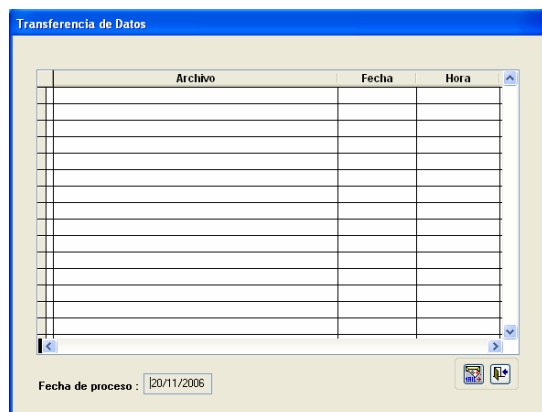 Transferencia de Datos
Archivo Fecha Hora
Fecha de proceso : 20/11/2006